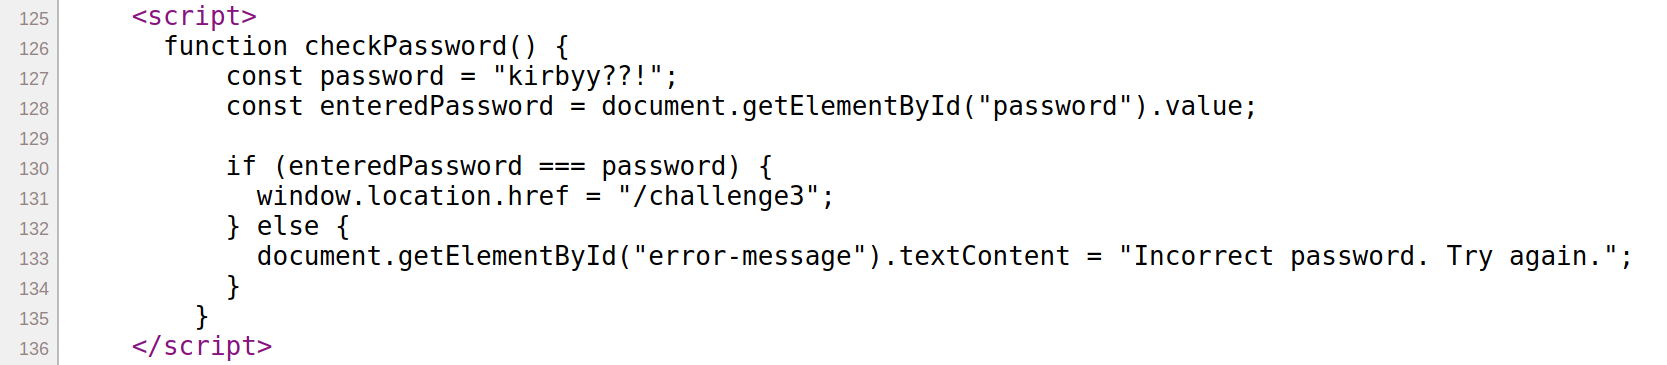 125 <script>
126 function checkPassword() {
127 const password = "kirbyy??!";
128 const enteredPassword = document.getElementById("password").value;
129
130 if (enteredPassword === password) {
131 window.location.href = "/challenge3";
132 } else {
133 document.getElementById("error-message").textContent = "Incorrect password. Try again.";
134 }
135 }
136 </script>